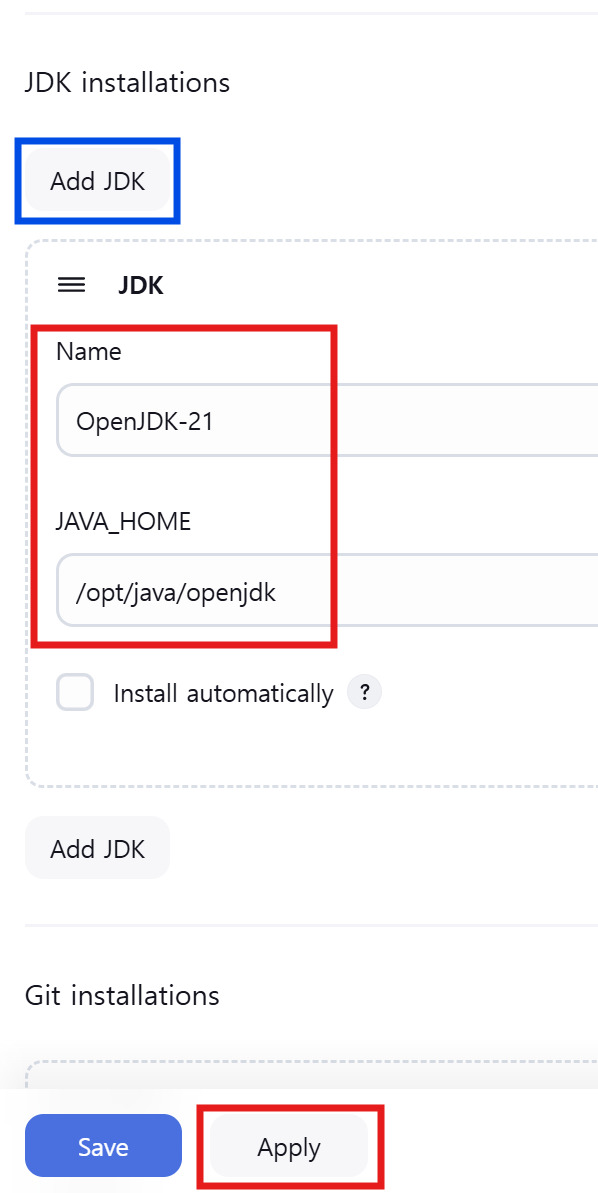 JDK installations
Add JDK
JDK
Name
OpenJDK-21
JAVA_HOME
/opt/java/openjdk
Install automatically ?
Add JDK
Git installations
Save Apply